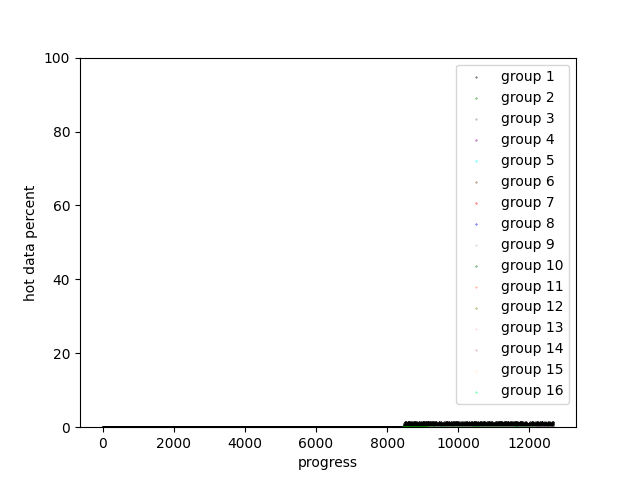 100
80
60
40
20
0
hot data percent
0 2000 4000 6000 8000 10000 12000
progress
group 1
group 2
group 3
group 4
group 5
group 6
group 7
group 8
group 9
group 10
group 11
group 12
group 13
group 14
group 15
group 16